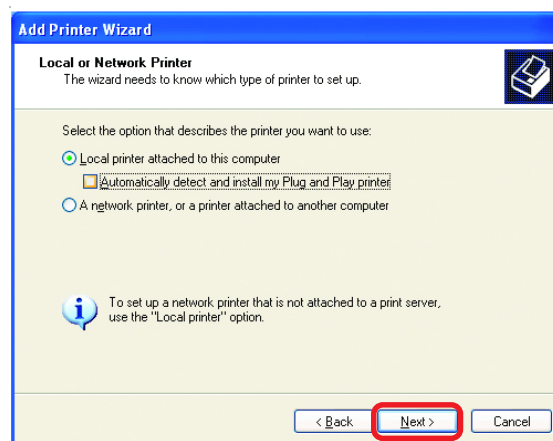 Add Printer Wizard
Local or Network Printer
The wizard needs to know which type of printer to set up.
Select the option that describes the printer you want to use:
Local printer attached to this computer
Automatically detect and install my Plug and Play printer
A network printer, or a printer attached to another computer
To set up a network printer that is not attached to a print server,
use the "Local printer" option.
< Back Next > Cancel